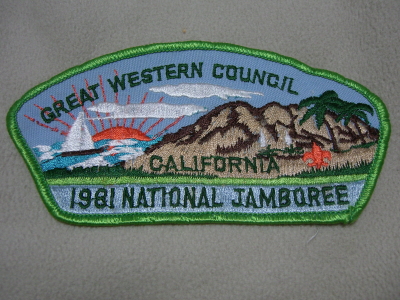 GREAT WESTERN COUNCIL
CALIFORNIA
1981 NATIONAL JAMBOREE